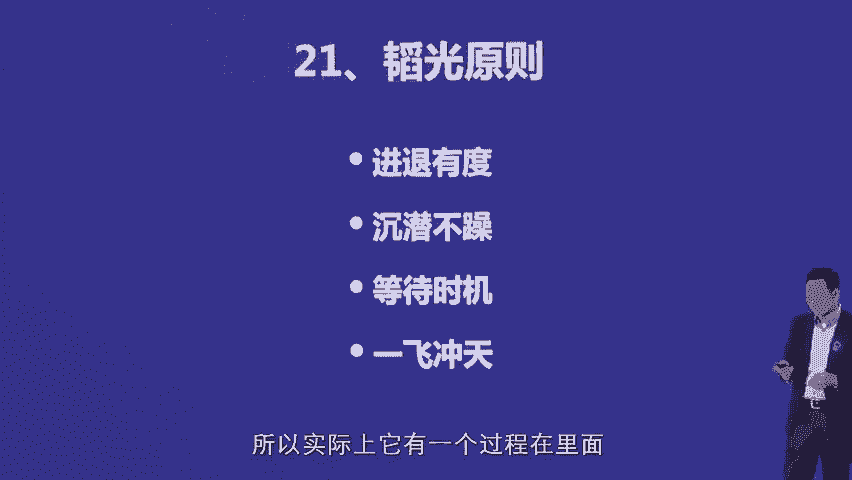 21、韬光原则
• 进退有度
• 沉潜不躁
• 等待时机
• 一飞冲天
所以实际上它有一个过程在里面